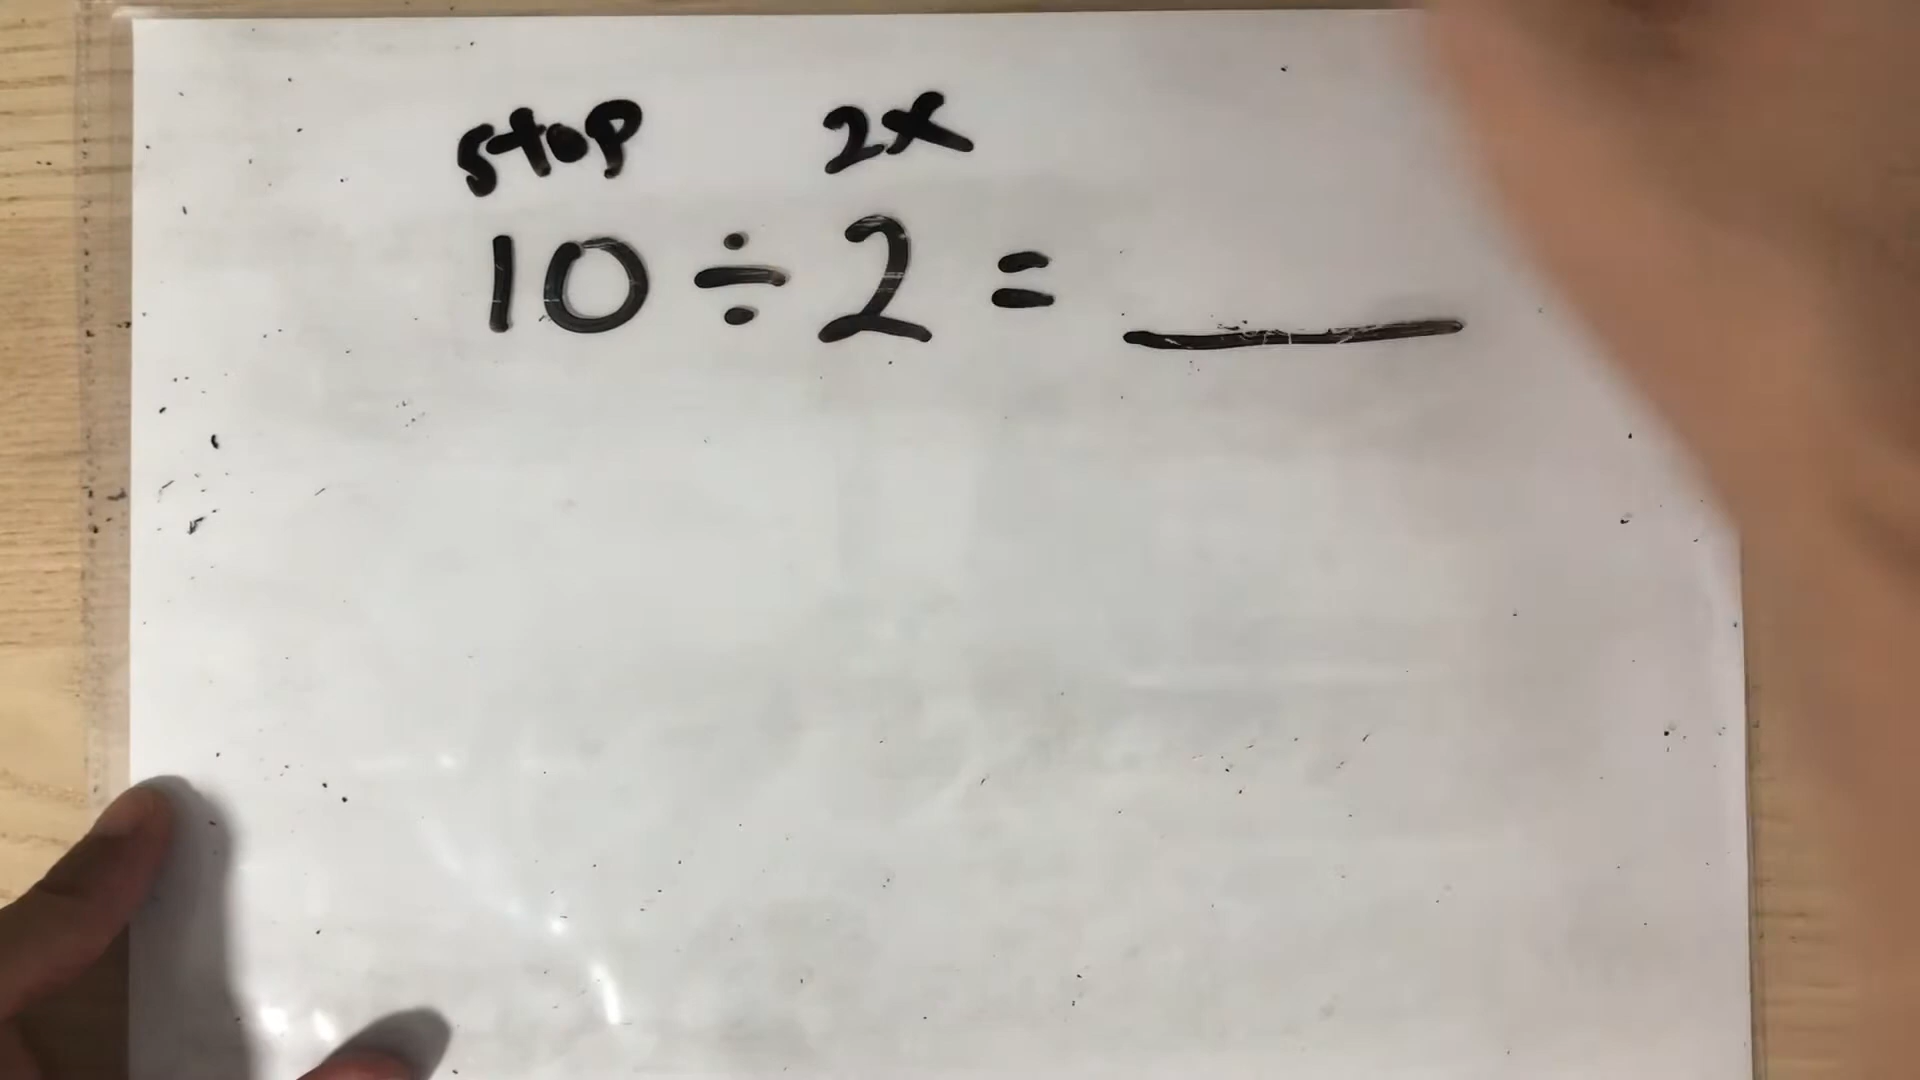 stop 2x
10 ÷ 2 = ____